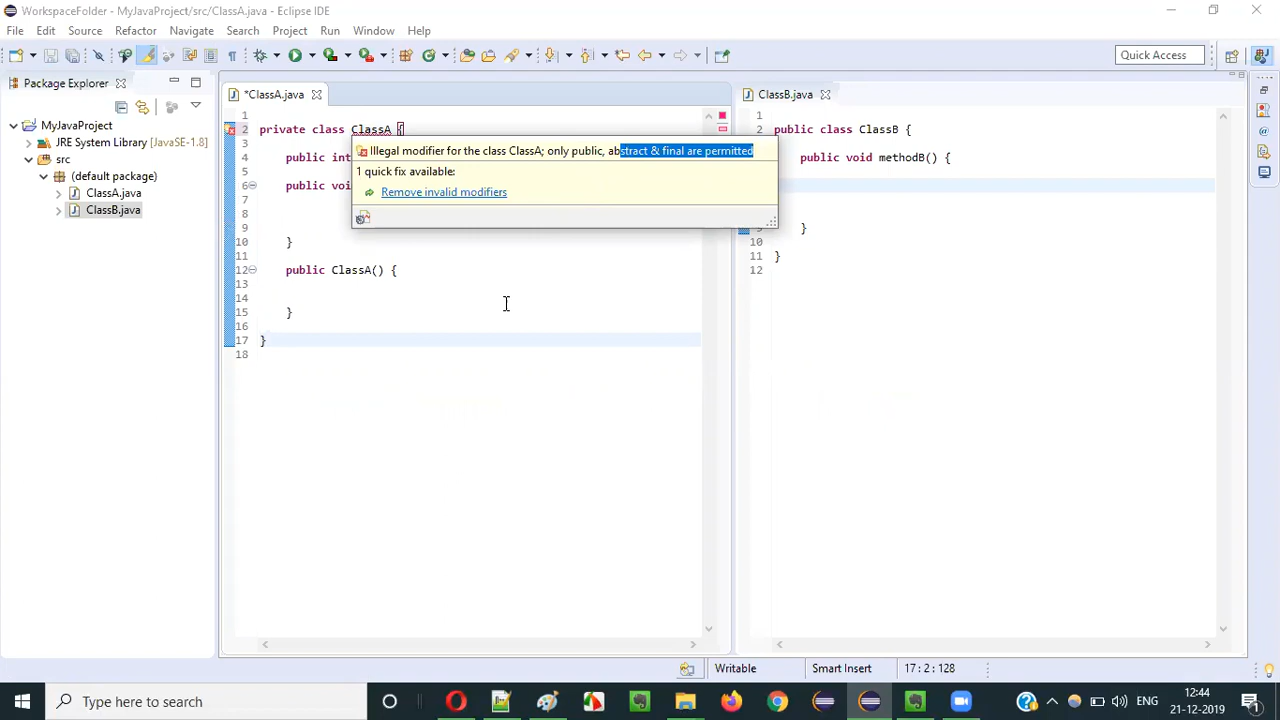 WorkspaceFolder - MyJavaProject/src/ClassA.java - Eclipse IDE
File Edit Source Refactor Navigate Search Project Run Window Help
Quick Access
Package Explorer
MyJavaProject
JRE System Library [JavaSE-1.8]
src
(default package)
ClassA.java
ClassB.java
*ClassA.java
1
2 private class ClassA {
3
4 public int
5
6 public voi
7
8
9
10 }
11
12 public ClassA() {
13
14
15 }
16
17 }
18
Illegal modifier for the class ClassA; only public, abstract & final are permitted
1 quick fix available:
Remove invalid modifiers
ClassB.java
1
2 public class ClassB {
public void methodB() {
}
10
11 }
12
Writable Smart Insert 17 : 2 : 128
Type here to search
ENG
12:44
21-12-2019
1